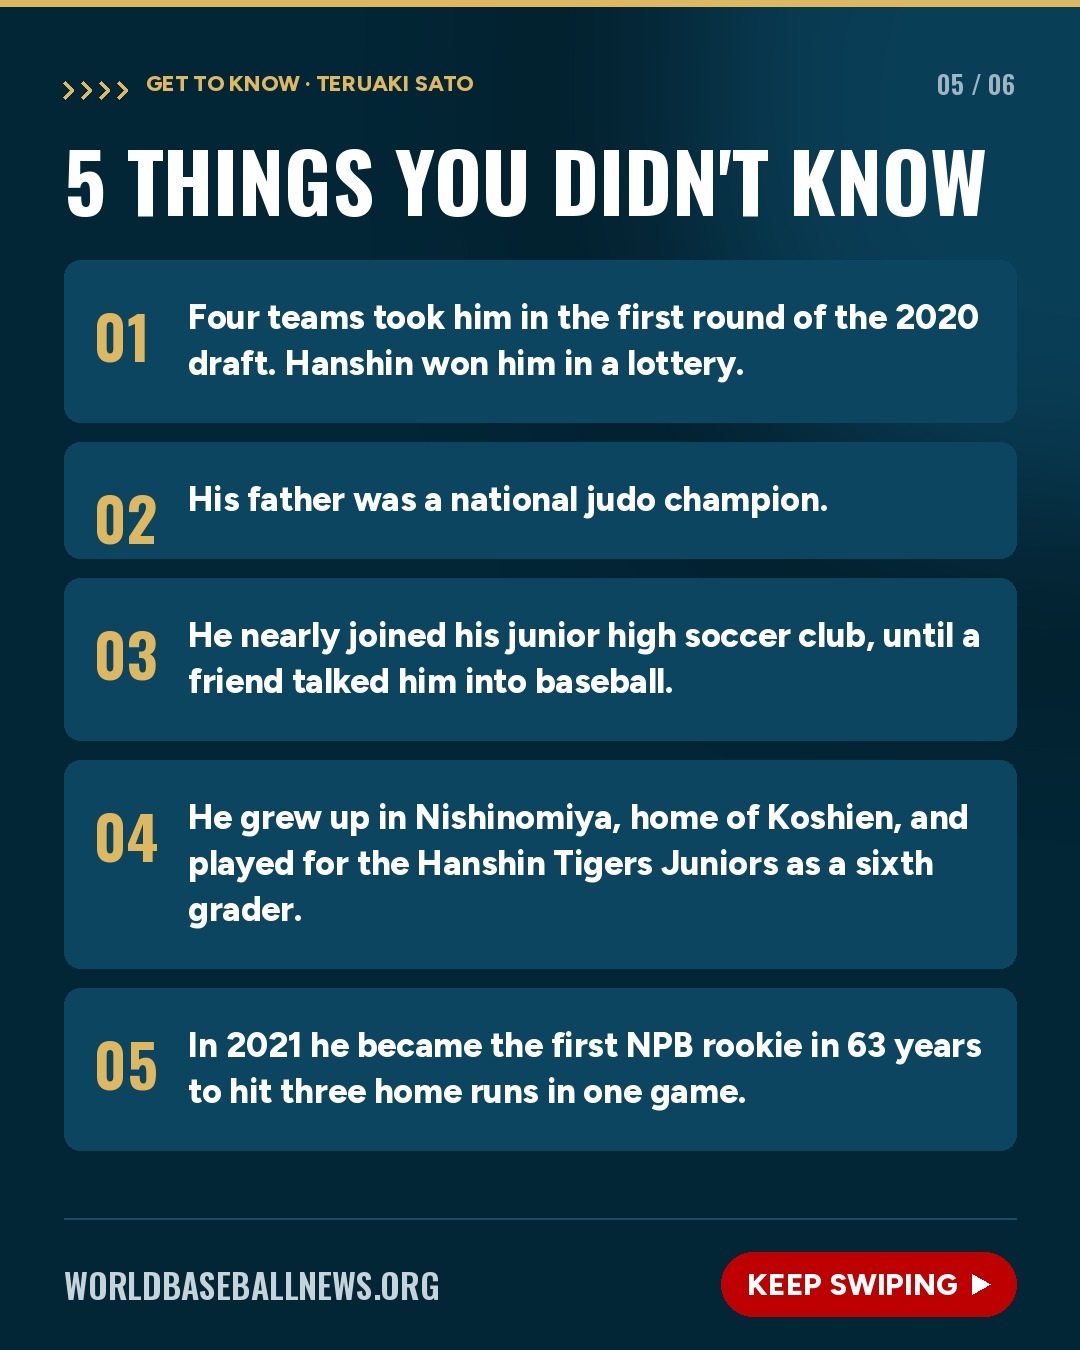 GET TO KNOW · TERUAKI SATO
05 / 06
5 THINGS YOU DIDN'T KNOW
01
Four teams took him in the first round of the 2020
draft. Hanshin won him in a lottery.
02
His father was a national judo champion.
03
He nearly joined his junior high soccer club, until a
friend talked him into baseball.
04
He grew up in Nishinomiya, home of Koshien, and
played for the Hanshin Tigers Juniors as a sixth
grader.
05
In 2021 he became the first NPB rookie in 63 years
to hit three home runs in one game.
WORLDBASEBALLNEWS.ORG
KEEP SWIPING